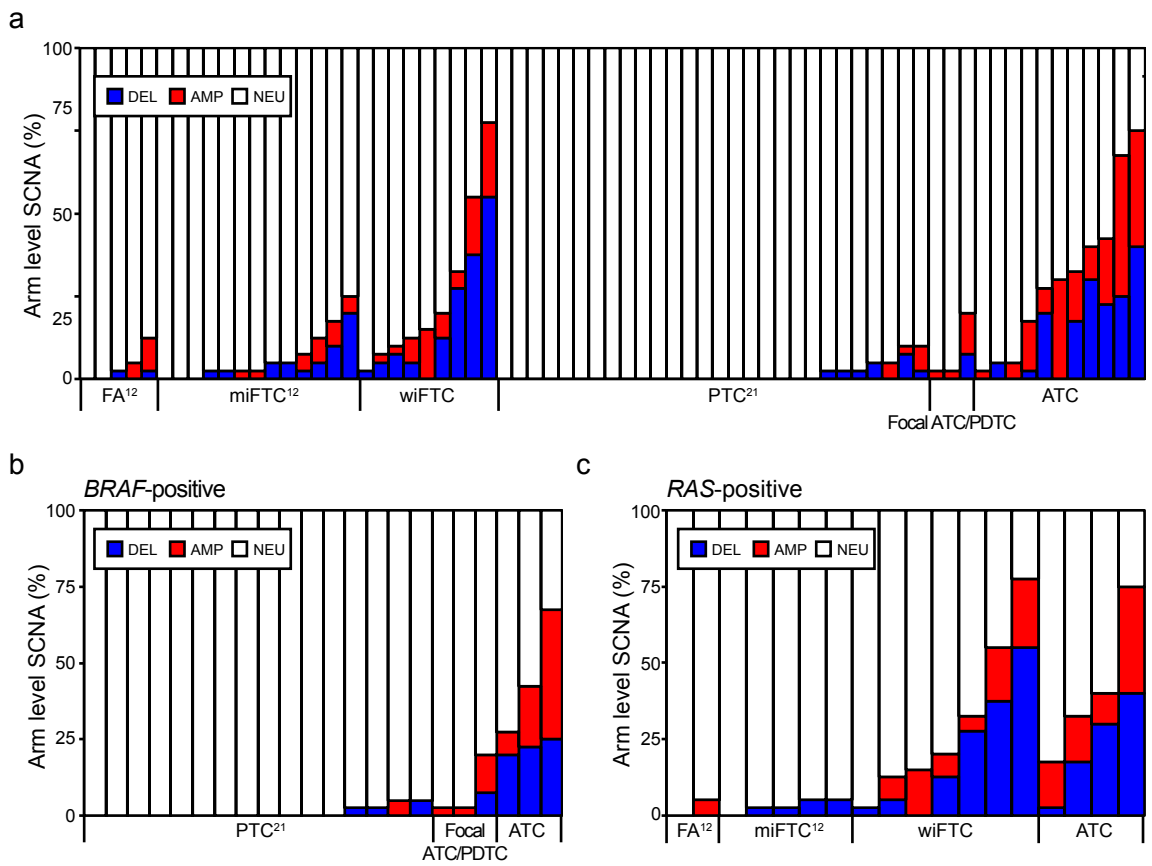 a
Arm level SCNA (%)
100
75
50
25
0
DEL AMP NEU
FA¹² miFTC¹² wiFTC PTC²¹ ATC
Focal ATC/PDTC
b
BRAF-positive
Arm level SCNA (%)
100
75
50
25
0
DEL AMP NEU
PTC²¹ Focal ATC
ATC/PDTC
c
RAS-positive
Arm level SCNA (%)
100
75
50
25
0
DEL AMP NEU
FA¹² miFTC¹² wiFTC ATC